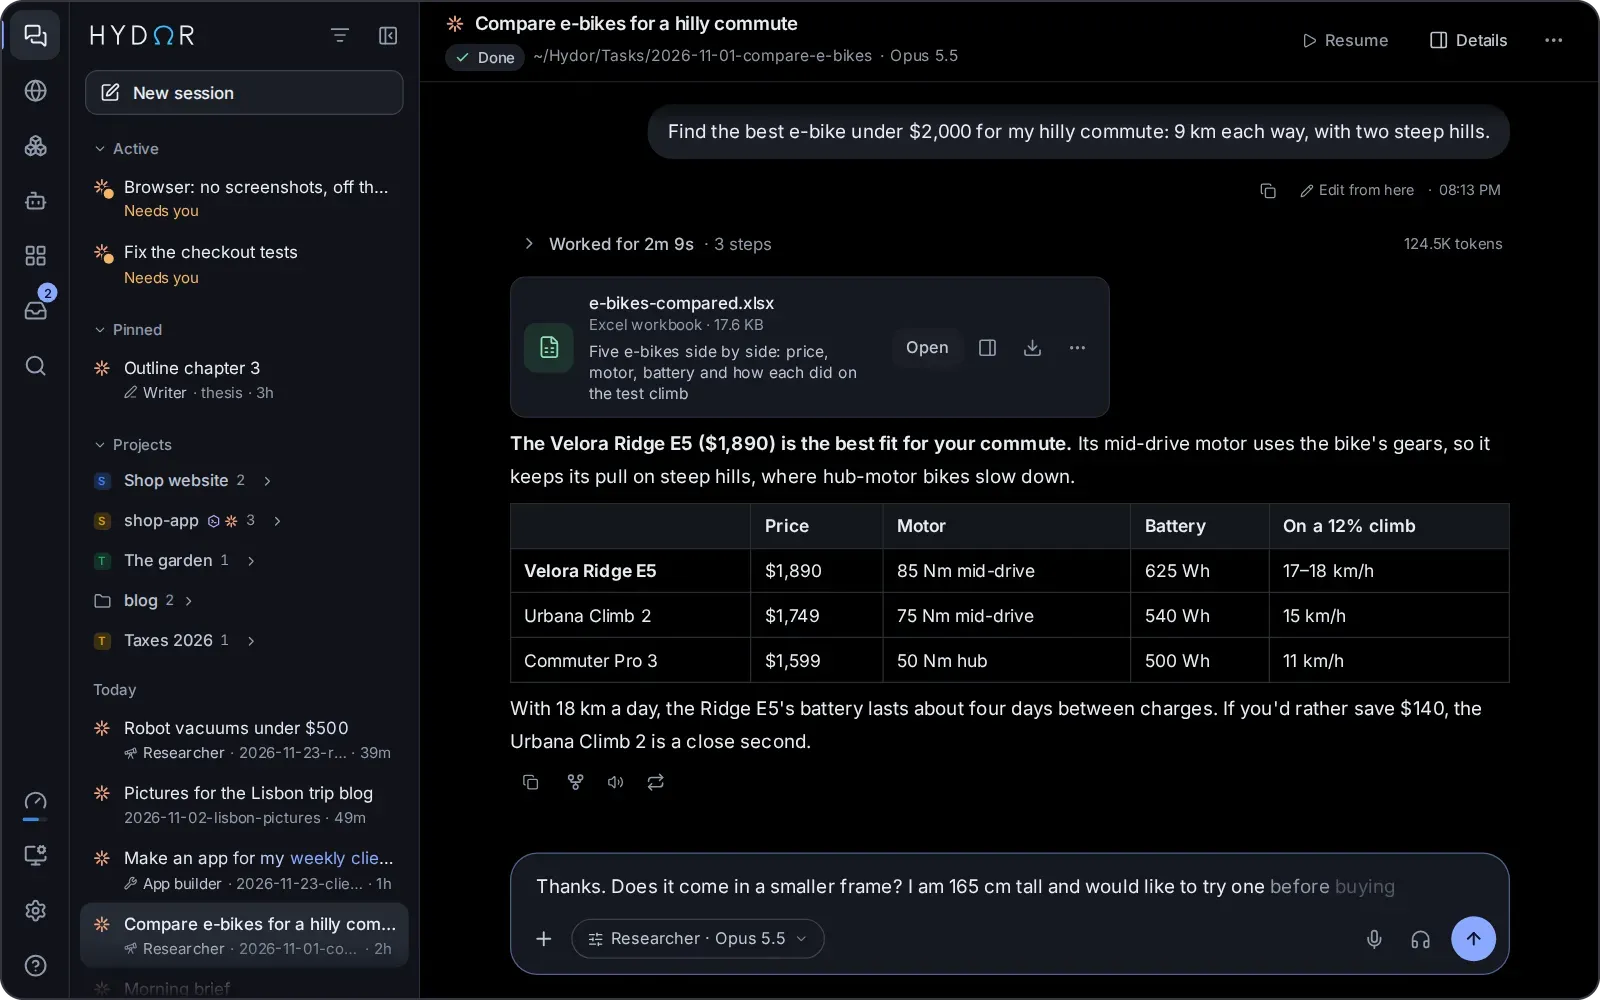 HYDΩR
New session
Active
Browser: no screenshots, off th...
Needs you
Fix the checkout tests
Needs you
2
Pinned
Outline chapter 3
Writer · thesis · 3h
Projects
S Shop website 2
S shop-app 3
T The garden 1
blog 2
T Taxes 2026 1
Today
Robot vacuums under $500
Researcher · 2026-11-23-r... · 39m
Pictures for the Lisbon trip blog
2026-11-02-lisbon-pictures · 49m
Make an app for my weekly clie...
App builder · 2026-11-23-clie... · 1h
Compare e-bikes for a hilly com...
Researcher · 2026-11-01-co... · 2h
Morning brief
Compare e-bikes for a hilly commute
Done ~/Hydor/Tasks/2026-11-01-compare-e-bikes · Opus 5.5
Resume
Details
Find the best e-bike under $2,000 for my hilly commute: 9 km each way, with two steep hills.
Edit from here · 08:13 PM
Worked for 2m 9s · 3 steps
124.5K tokens
e-bikes-compared.xlsx
Excel workbook · 17.6 KB
Five e-bikes side by side: price,
motor, battery and how each did on
the test climb
Open
The Velora Ridge E5 ($1,890) is the best fit for your commute. Its mid-drive motor uses the bike's gears, so it
keeps its pull on steep hills, where hub-motor bikes slow down.
Price Motor Battery On a 12% climb
Velora Ridge E5 $1,890 85 Nm mid-drive 625 Wh 17–18 km/h
Urbana Climb 2 $1,749 75 Nm mid-drive 540 Wh 15 km/h
Commuter Pro 3 $1,599 50 Nm hub 500 Wh 11 km/h
With 18 km a day, the Ridge E5's battery lasts about four days between charges. If you'd rather save $140, the
Urbana Climb 2 is a close second.
Thanks. Does it come in a smaller frame? I am 165 cm tall and would like to try one before buying
Researcher · Opus 5.5